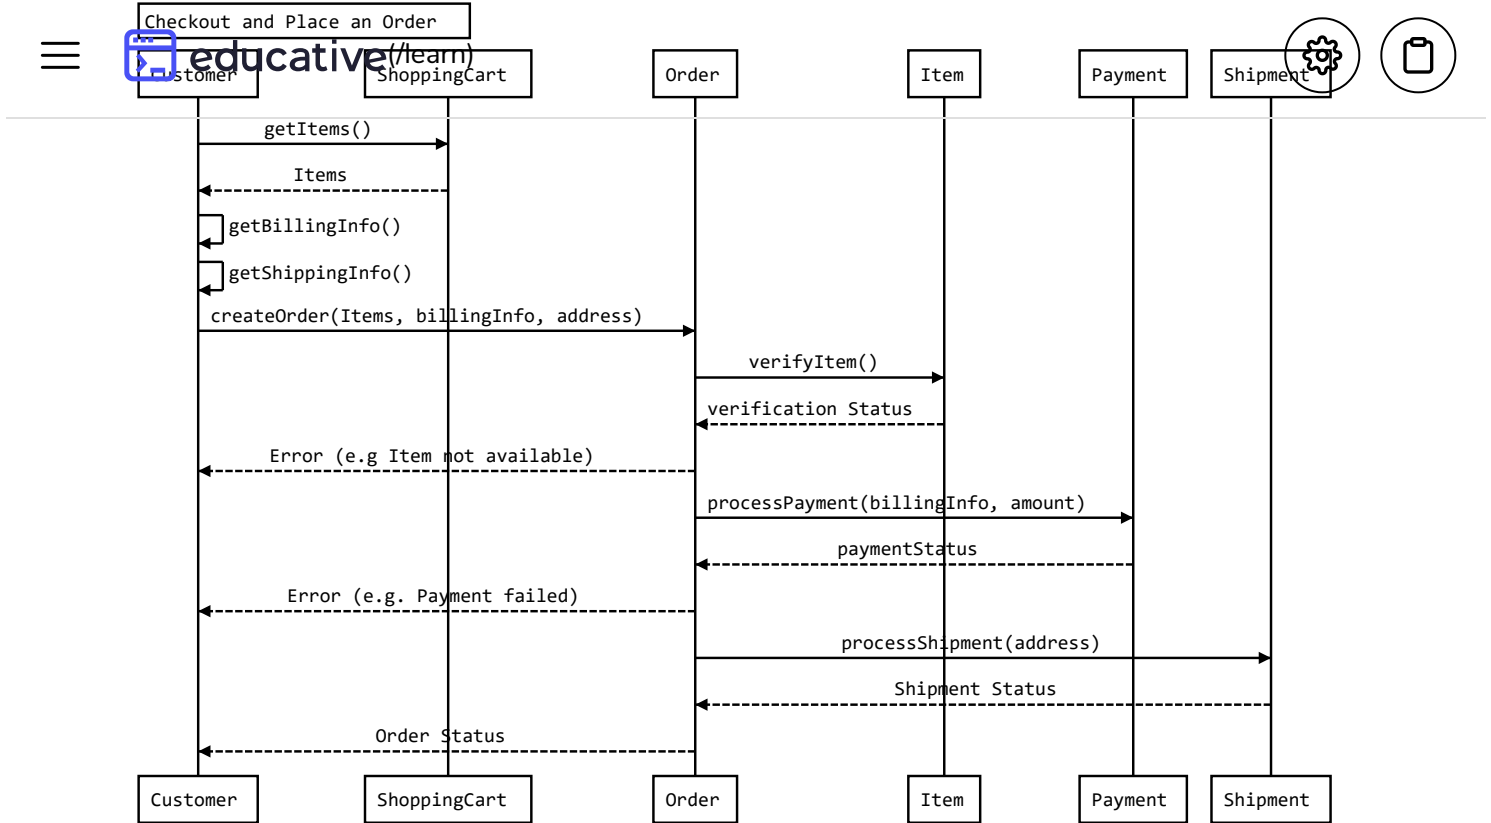 Checkout and Place an Order
educative(/learn)
Customer
ShoppingCart
Order
Item
Payment
Shipment
getItems()
Items
getBillingInfo()
getShippingInfo()
createOrder(Items, billingInfo, address)
verifyItem()
verification Status
Error (e.g Item not available)
processPayment(billingInfo, amount)
paymentStatus
Error (e.g. Payment failed)
processShipment(address)
Shipment Status
Order Status
Customer
ShoppingCart
Order
Item
Payment
Shipment